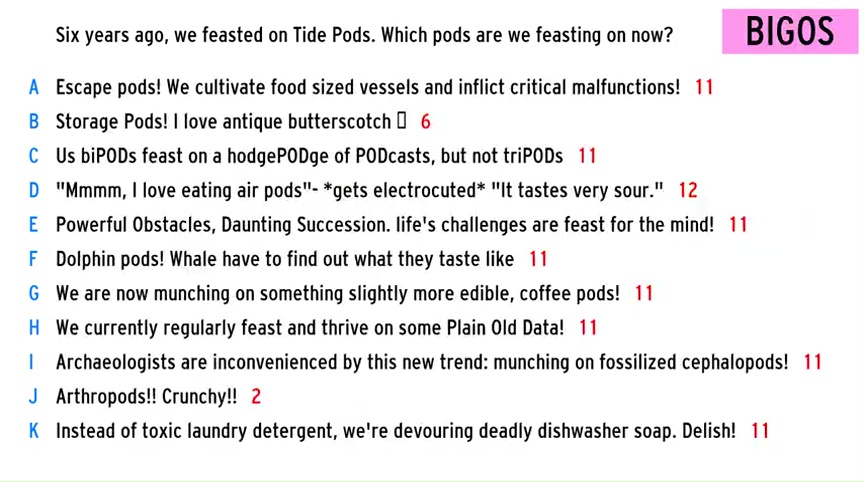 Six years ago, we feasted on Tide Pods. Which pods are we feasting on now?
BIGOS
A Escape pods! We cultivate food sized vessels and inflict critical malfunctions! 11
B Storage Pods! I love antique butterscotch ▯ 6
C Us biPODs feast on a hodgePODge of PODcasts, but not triPODs 11
D "Mmmm, I love eating air pods"- *gets electrocuted* "It tastes very sour." 12
E Powerful Obstacles, Daunting Succession. life's challenges are feast for the mind! 11
F Dolphin pods! Whale have to find out what they taste like 11
G We are now munching on something slightly more edible, coffee pods! 11
H We currently regularly feast and thrive on some Plain Old Data! 11
I Archaeologists are inconvenienced by this new trend: munching on fossilized cephalopods! 11
J Arthropods!! Crunchy!! 2
K Instead of toxic laundry detergent, we're devouring deadly dishwasher soap. Delish! 11